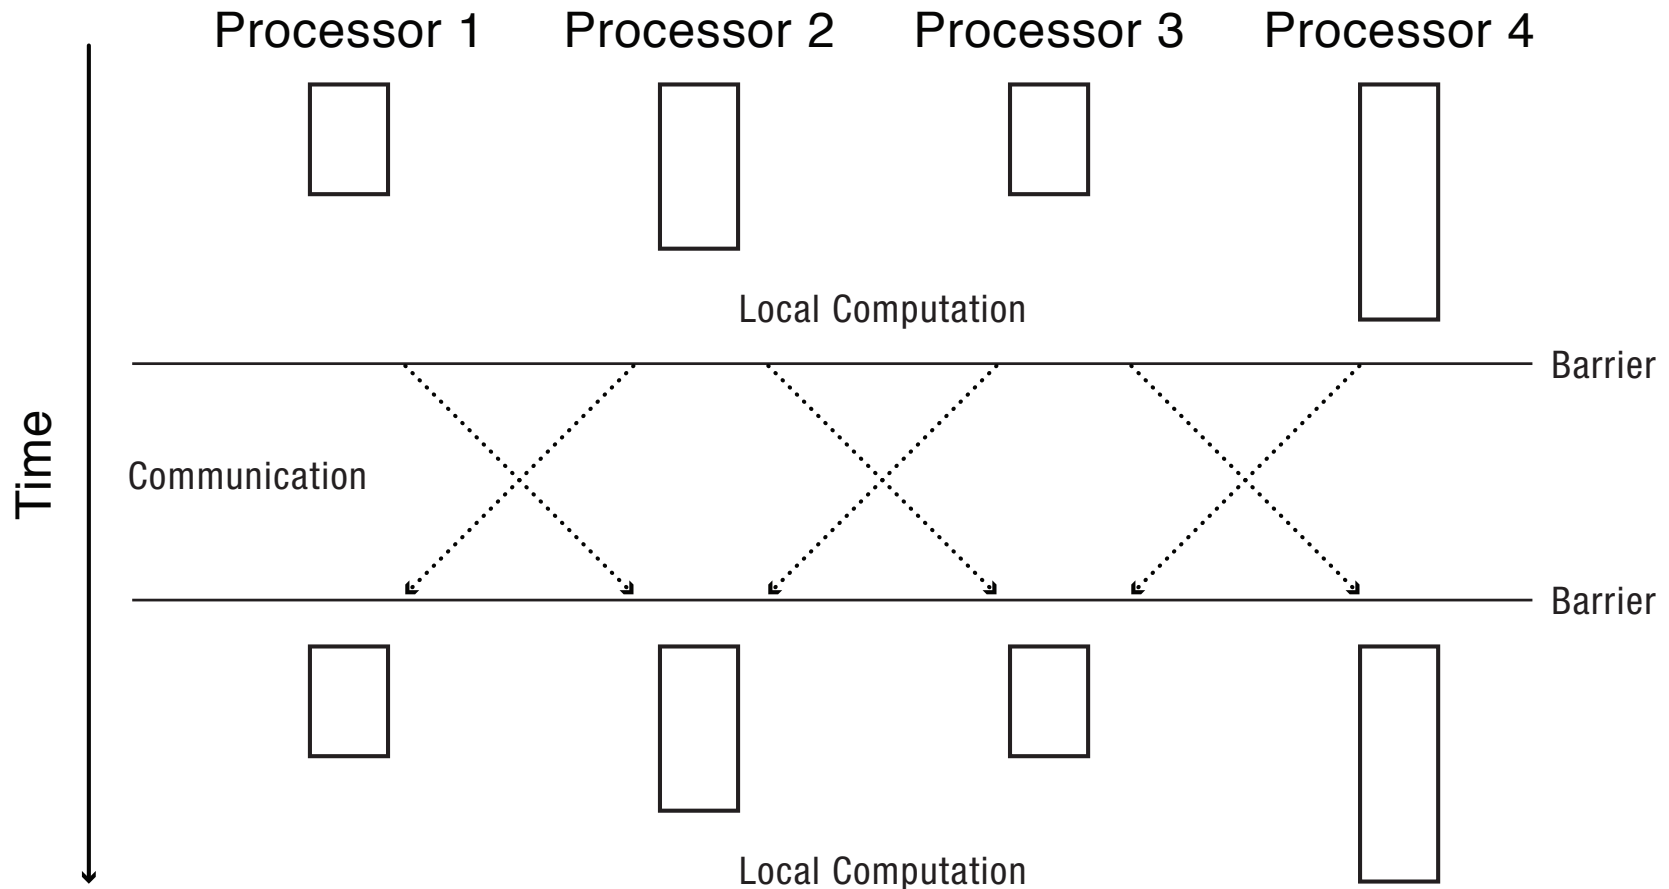 Processor 1
Processor 2
Processor 3
Processor 4
Local Computation
Barrier
Time
Communication
Barrier
Local Computation